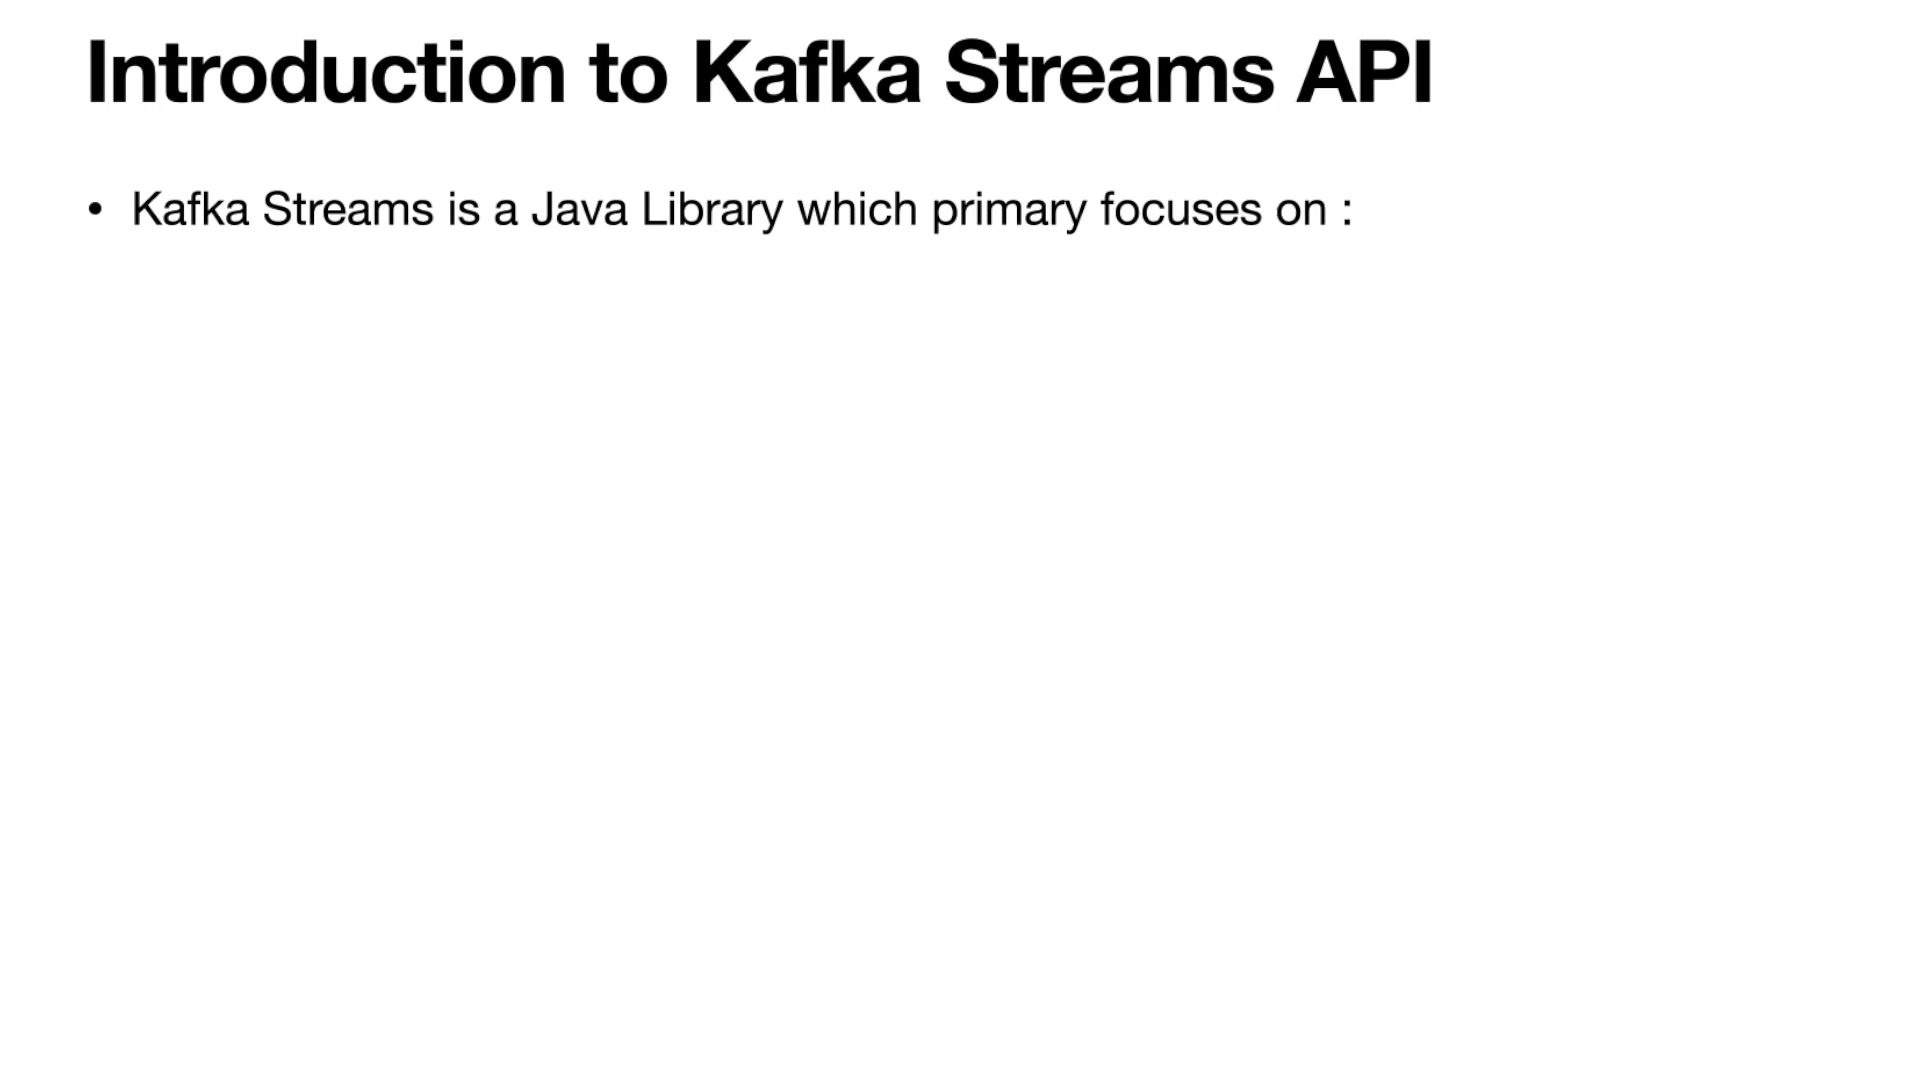 Introduction to Kafka Streams API
• Kafka Streams is a Java Library which primary focuses on :